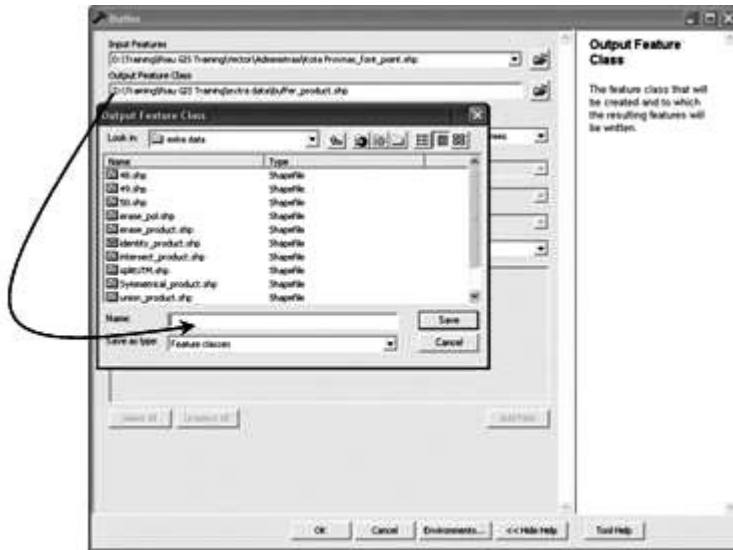 Buffer
Input Features
Output Feature Class
Output Feature Class
Look in: extra data
Name Type
48.shp Shapefile
49.shp Shapefile
50.shp Shapefile
erase_pol.shp Shapefile
erase_product.shp Shapefile
identity_product.shp Shapefile
intersect_product.shp Shapefile
splitUTM.shp Shapefile
Symmetrical_product.shp Shapefile
union_product.shp Shapefile
Name: Save
Save as type: Feature classes Cancel
Select All Unselect All Add Field
OK Cancel Environments... << Hide Help Tool Help
Output Feature
Class
The feature class that will
be created and to which
the resulting features will
be written.